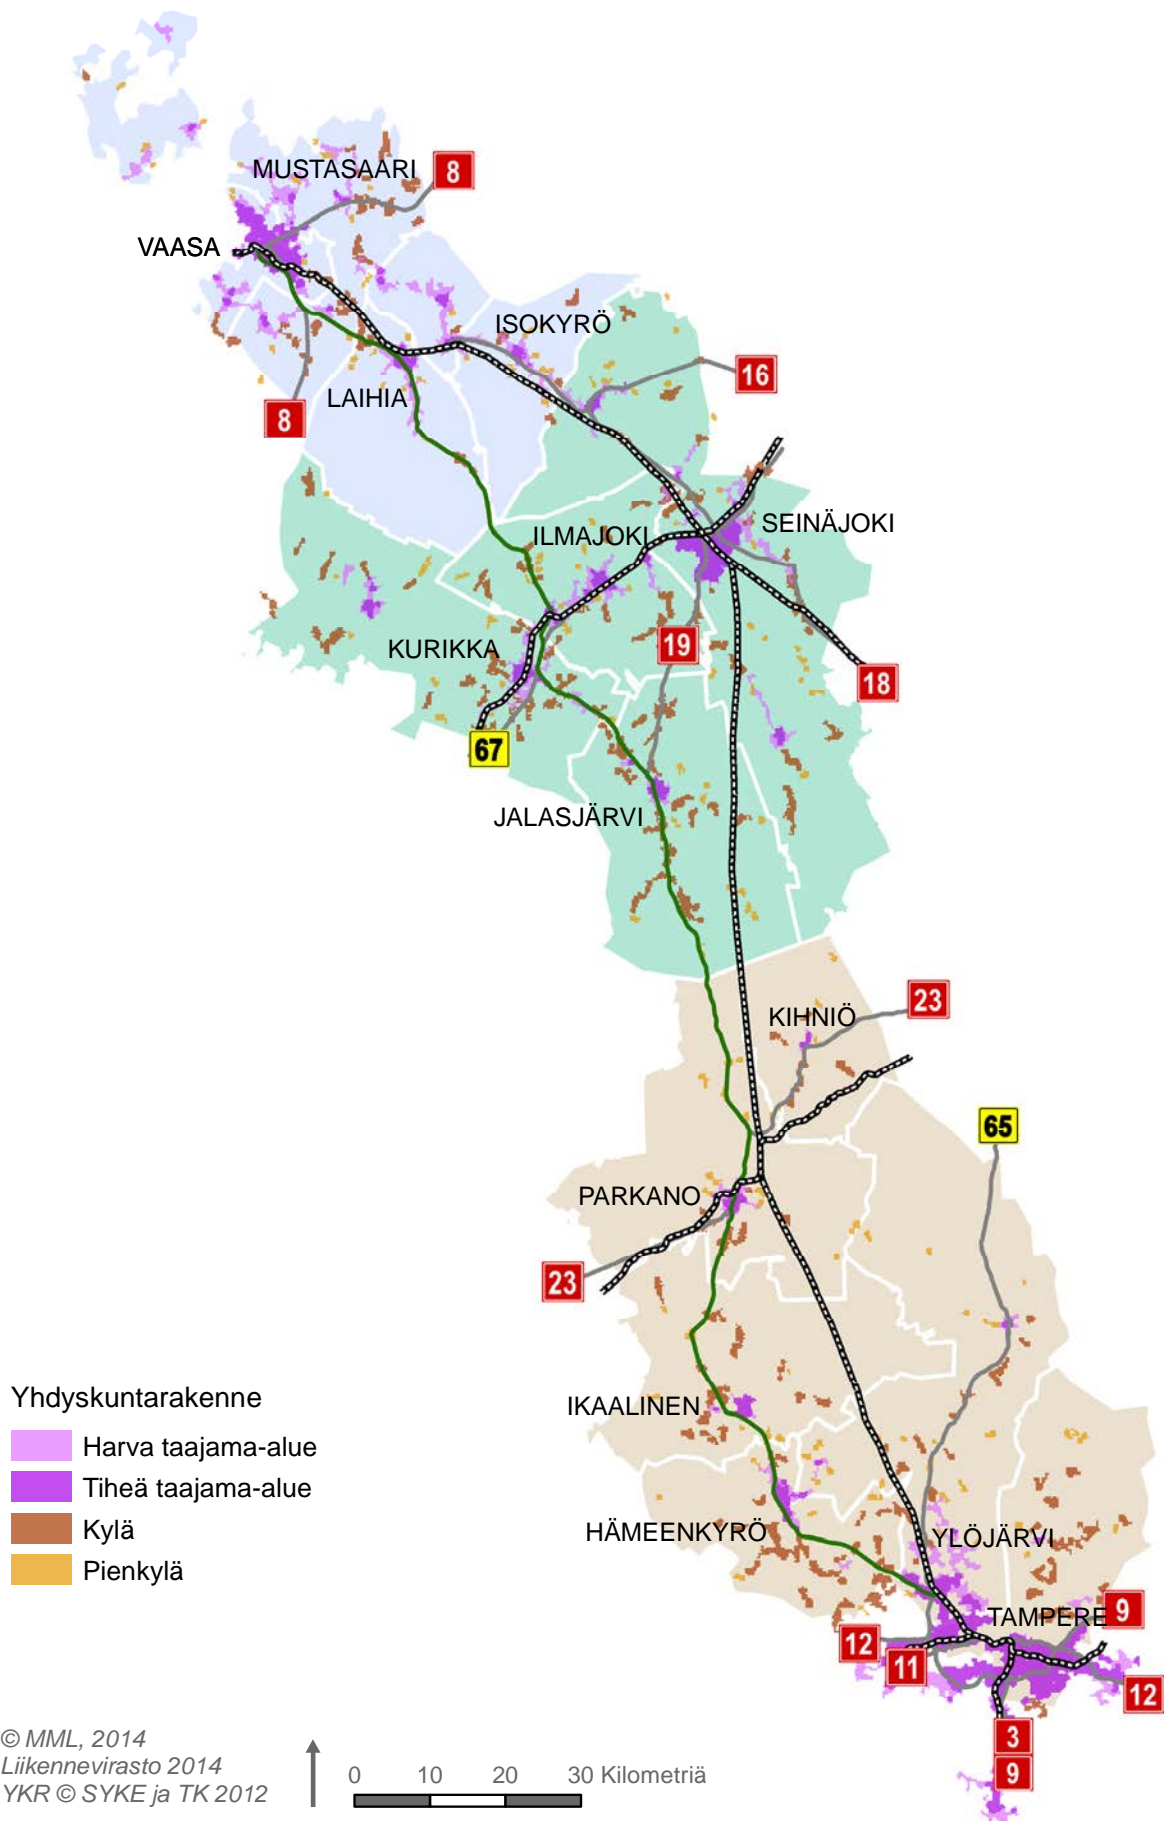 MUSTASAARI
8
VAASA
ISOKYRÖ
16
LAIHIA
8
SEINÄJOKI
ILMAJOKI
19
KURIKKA
18
67
JALASJÄRVI
23
KIHNIÖ
65
PARKANO
23
Yhdyskuntarakenne
IKAALINEN
Harva taajama-alue
Tiheä taajama-alue
Kylä
HÄMEENKYRÖ
YLÖJÄRVI
Pienkylä
TAMPERE
9
12
11
12
3
9
© MML, 2014
Liikennevirasto 2014
YKR © SYKE ja TK 2012
0 10 20 30 Kilometriä